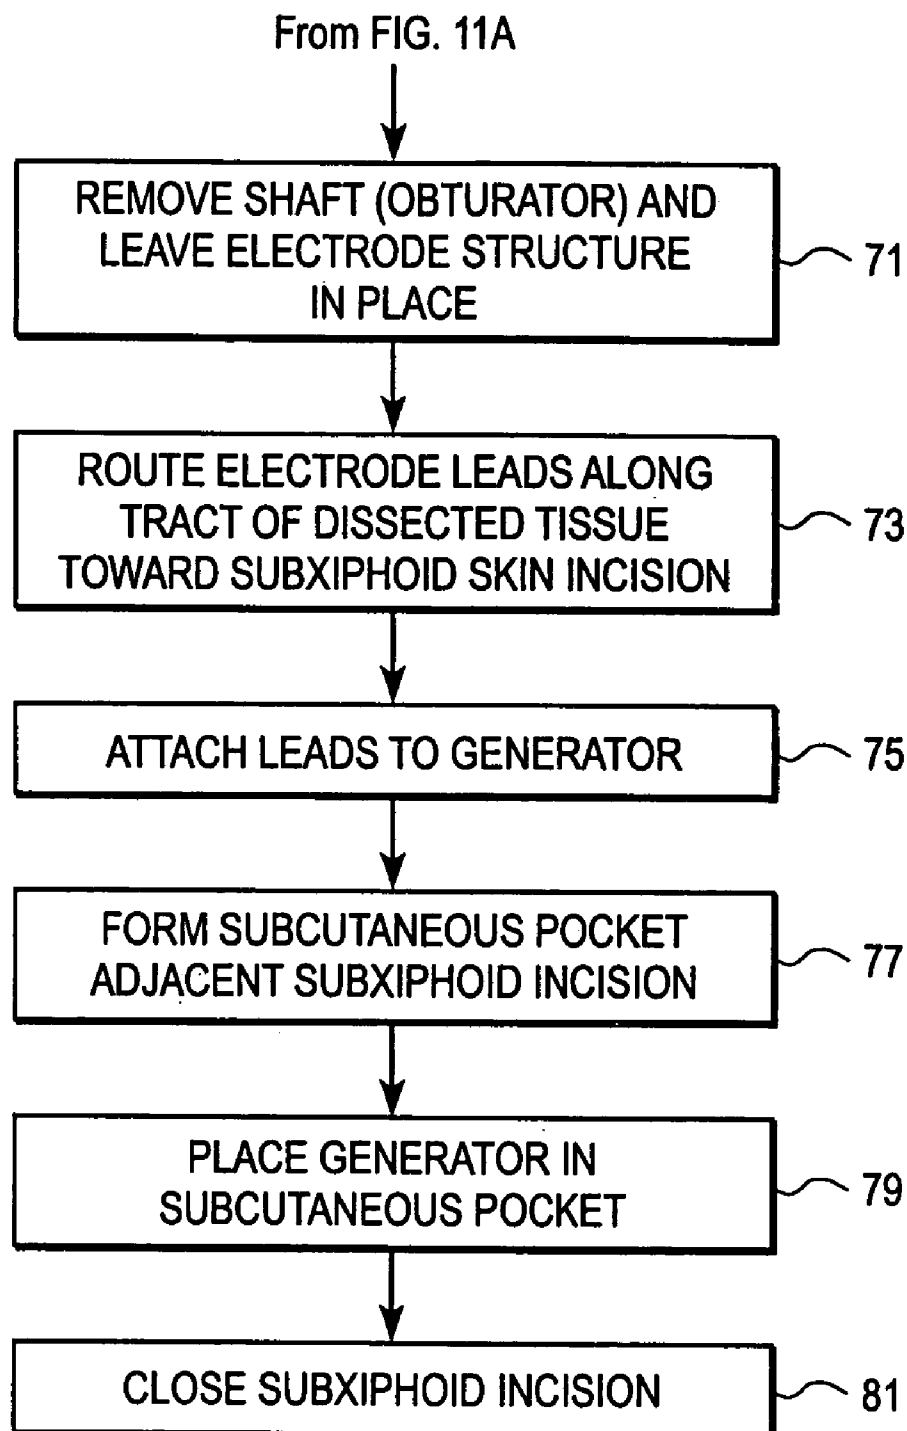 From FIG. 11A
REMOVE SHAFT (OBTURATOR) AND
LEAVE ELECTRODE STRUCTURE
IN PLACE
71
ROUTE ELECTRODE LEADS ALONG
TRACT OF DISSECTED TISSUE
TOWARD SUBXIPHOID SKIN INCISION
73
ATTACH LEADS TO GENERATOR
75
FORM SUBCUTANEOUS POCKET
ADJACENT SUBXIPHOID INCISION
77
PLACE GENERATOR IN
SUBCUTANEOUS POCKET
79
CLOSE SUBXIPHOID INCISION
81